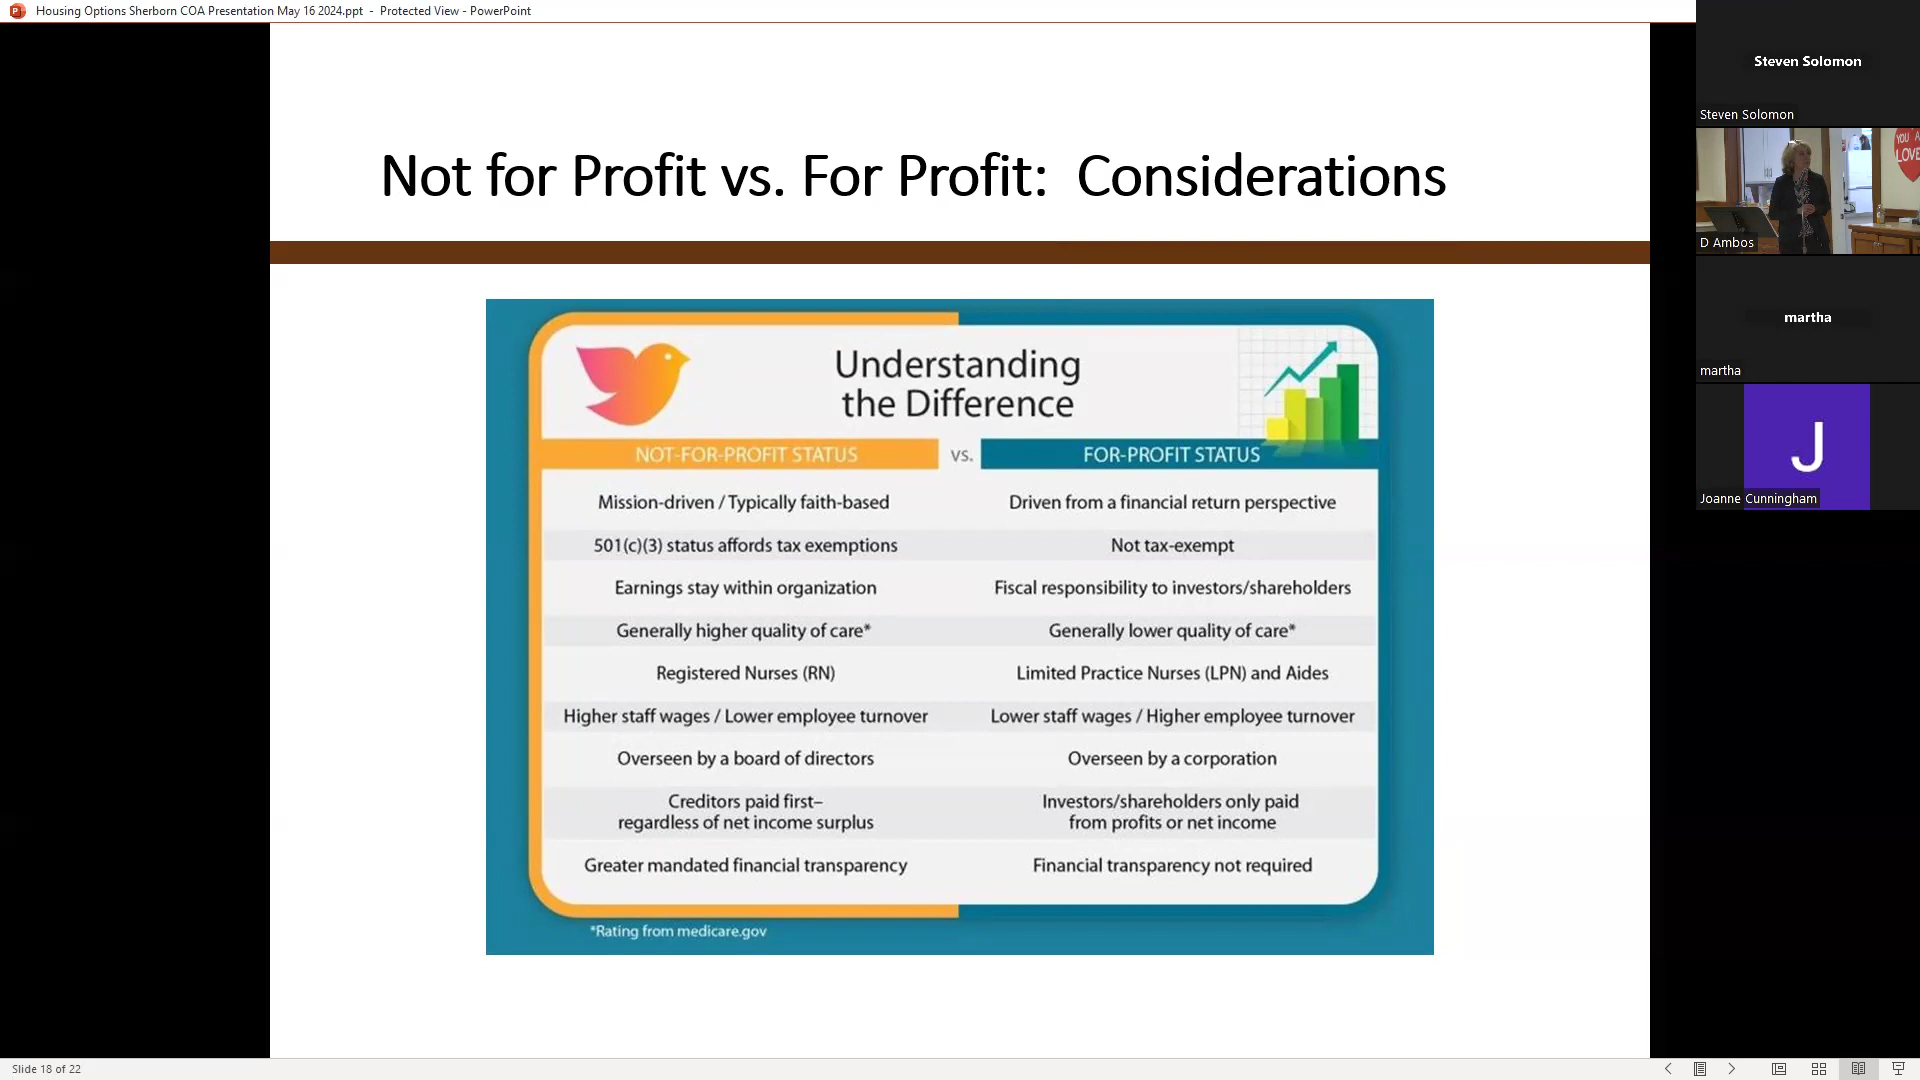 Housing Options Sherborn COA Presentation May 16 2024.ppt - Protected View - PowerPoint
Not for Profit vs. For Profit: Considerations
Understanding
the Difference
NOT-FOR-PROFIT STATUS vs. FOR-PROFIT STATUS
Mission-driven / Typically faith-based Driven from a financial return perspective
501(c)(3) status affords tax exemptions Not tax-exempt
Earnings stay within organization Fiscal responsibility to investors/shareholders
Generally higher quality of care* Generally lower quality of care*
Registered Nurses (RN) Limited Practice Nurses (LPN) and Aides
Higher staff wages / Lower employee turnover Lower staff wages / Higher employee turnover
Overseen by a board of directors Overseen by a corporation
Creditors paid first– Investors/shareholders only paid
regardless of net income surplus from profits or net income
Greater mandated financial transparency Financial transparency not required
*Rating from medicare.gov
Steven Solomon
Steven Solomon
YOU A
LOVE
D Ambos
martha
martha
J
Joanne Cunningham
Slide 18 of 22